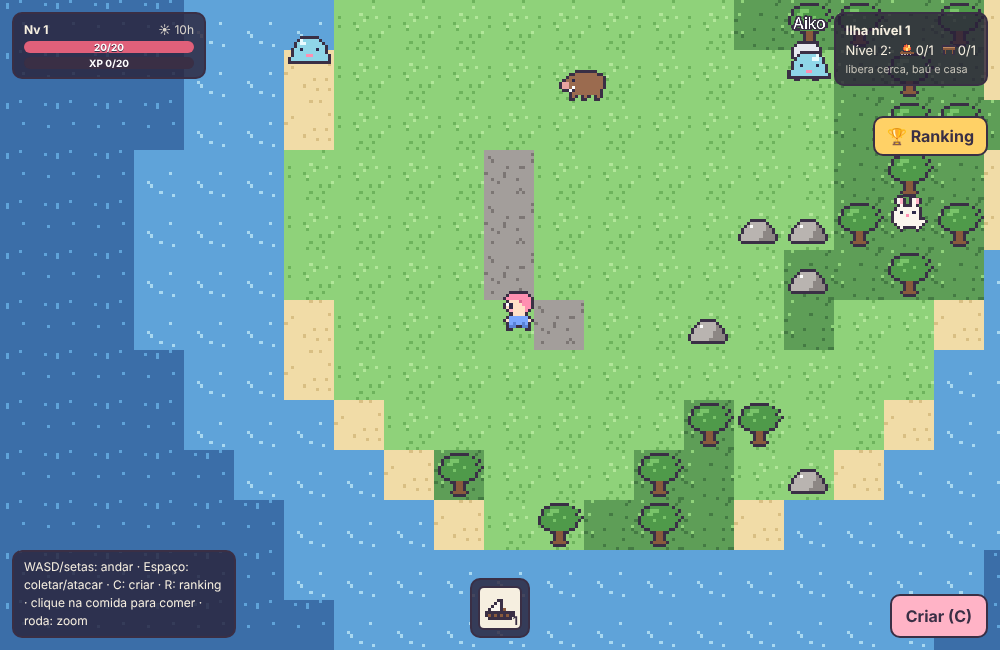 Nv 1 ☀ 10h
20/20
XP 0/20
Aiko
Ilha nível 1
Nível 2: 0/1 0/1
libera cerca, baú e casa
Ranking
WASD/setas: andar · Espaço:
coletar/atacar · C: criar · R: ranking
· clique na comida para comer ·
roda: zoom
Criar (C)